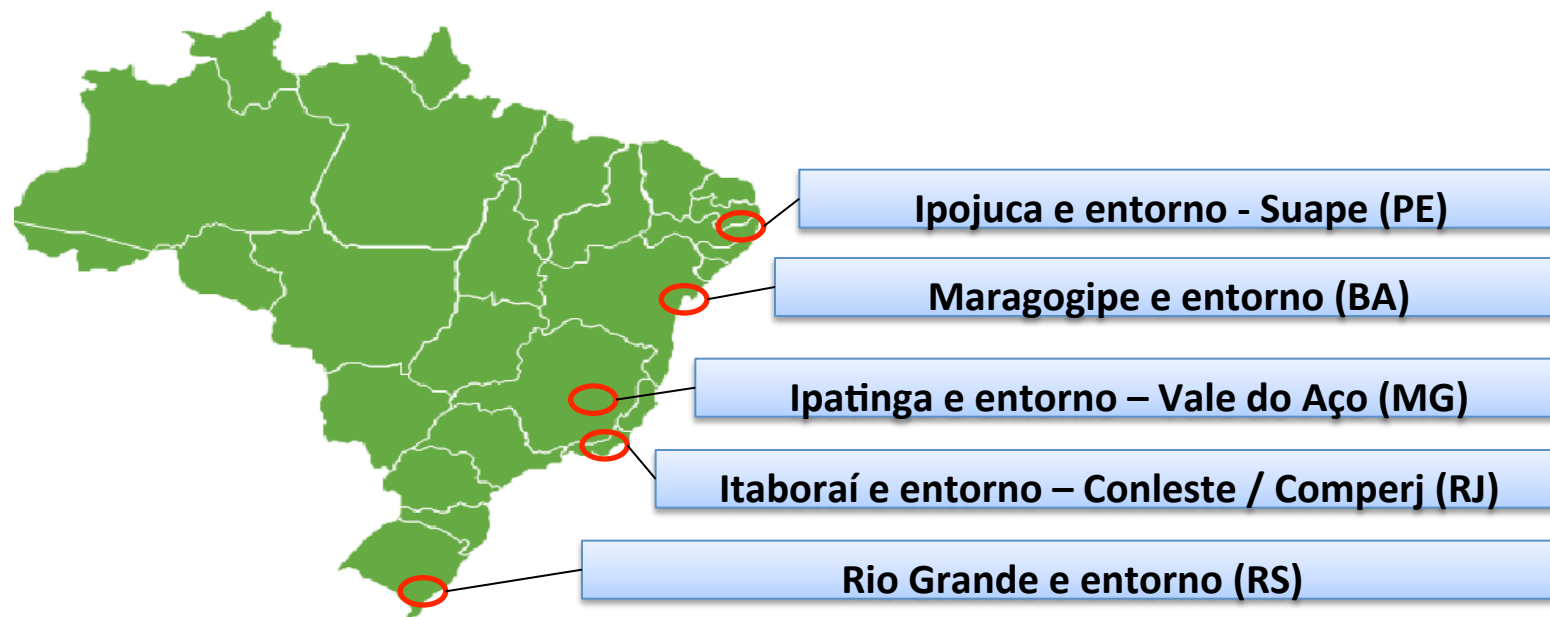 Ipojuca e entorno - Suape (PE)
Maragogipe e entorno (BA)
Ipatinga e entorno – Vale do Aço (MG)
Itaboraí e entorno – Conleste / Comperj (RJ)
Rio Grande e entorno (RS)